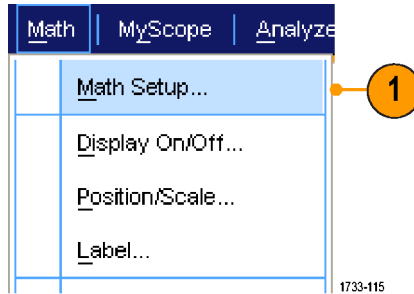 Math MyScope Analyze
Math Setup...
1
Display On/Off...
Position/Scale...
Label...
1733-115